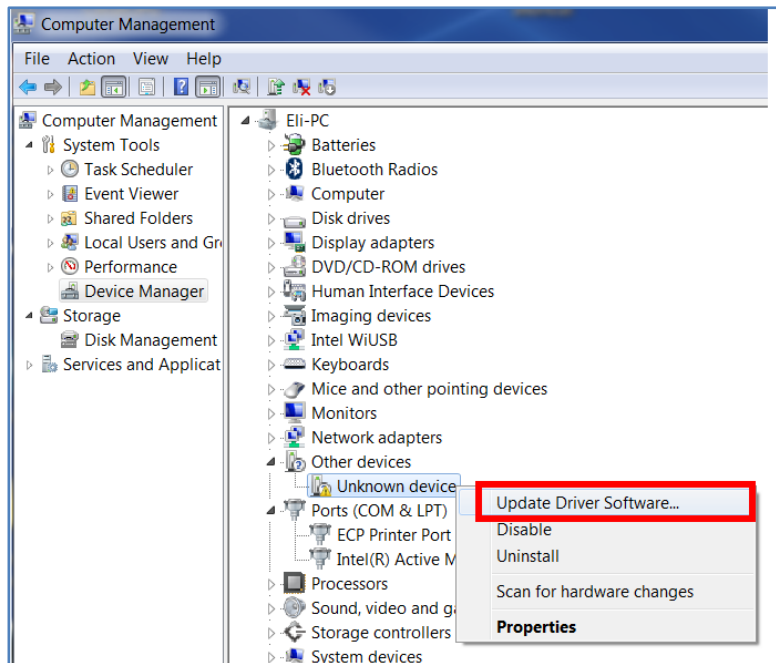 Computer Management
File Action View Help
Computer Management
System Tools
Task Scheduler
Event Viewer
Shared Folders
Local Users and Gr
Performance
Device Manager
Storage
Disk Management
Services and Applicat
Eli-PC
Batteries
Bluetooth Radios
Computer
Disk drives
Display adapters
DVD/CD-ROM drives
Human Interface Devices
Imaging devices
Intel WiUSB
Keyboards
Mice and other pointing devices
Monitors
Network adapters
Other devices
Unknown device
Ports (COM & LPT)
ECP Printer Port
Intel(R) Active M
Processors
Sound, video and g
Storage controllers
System devices
Update Driver Software...
Disable
Uninstall
Scan for hardware changes
Properties